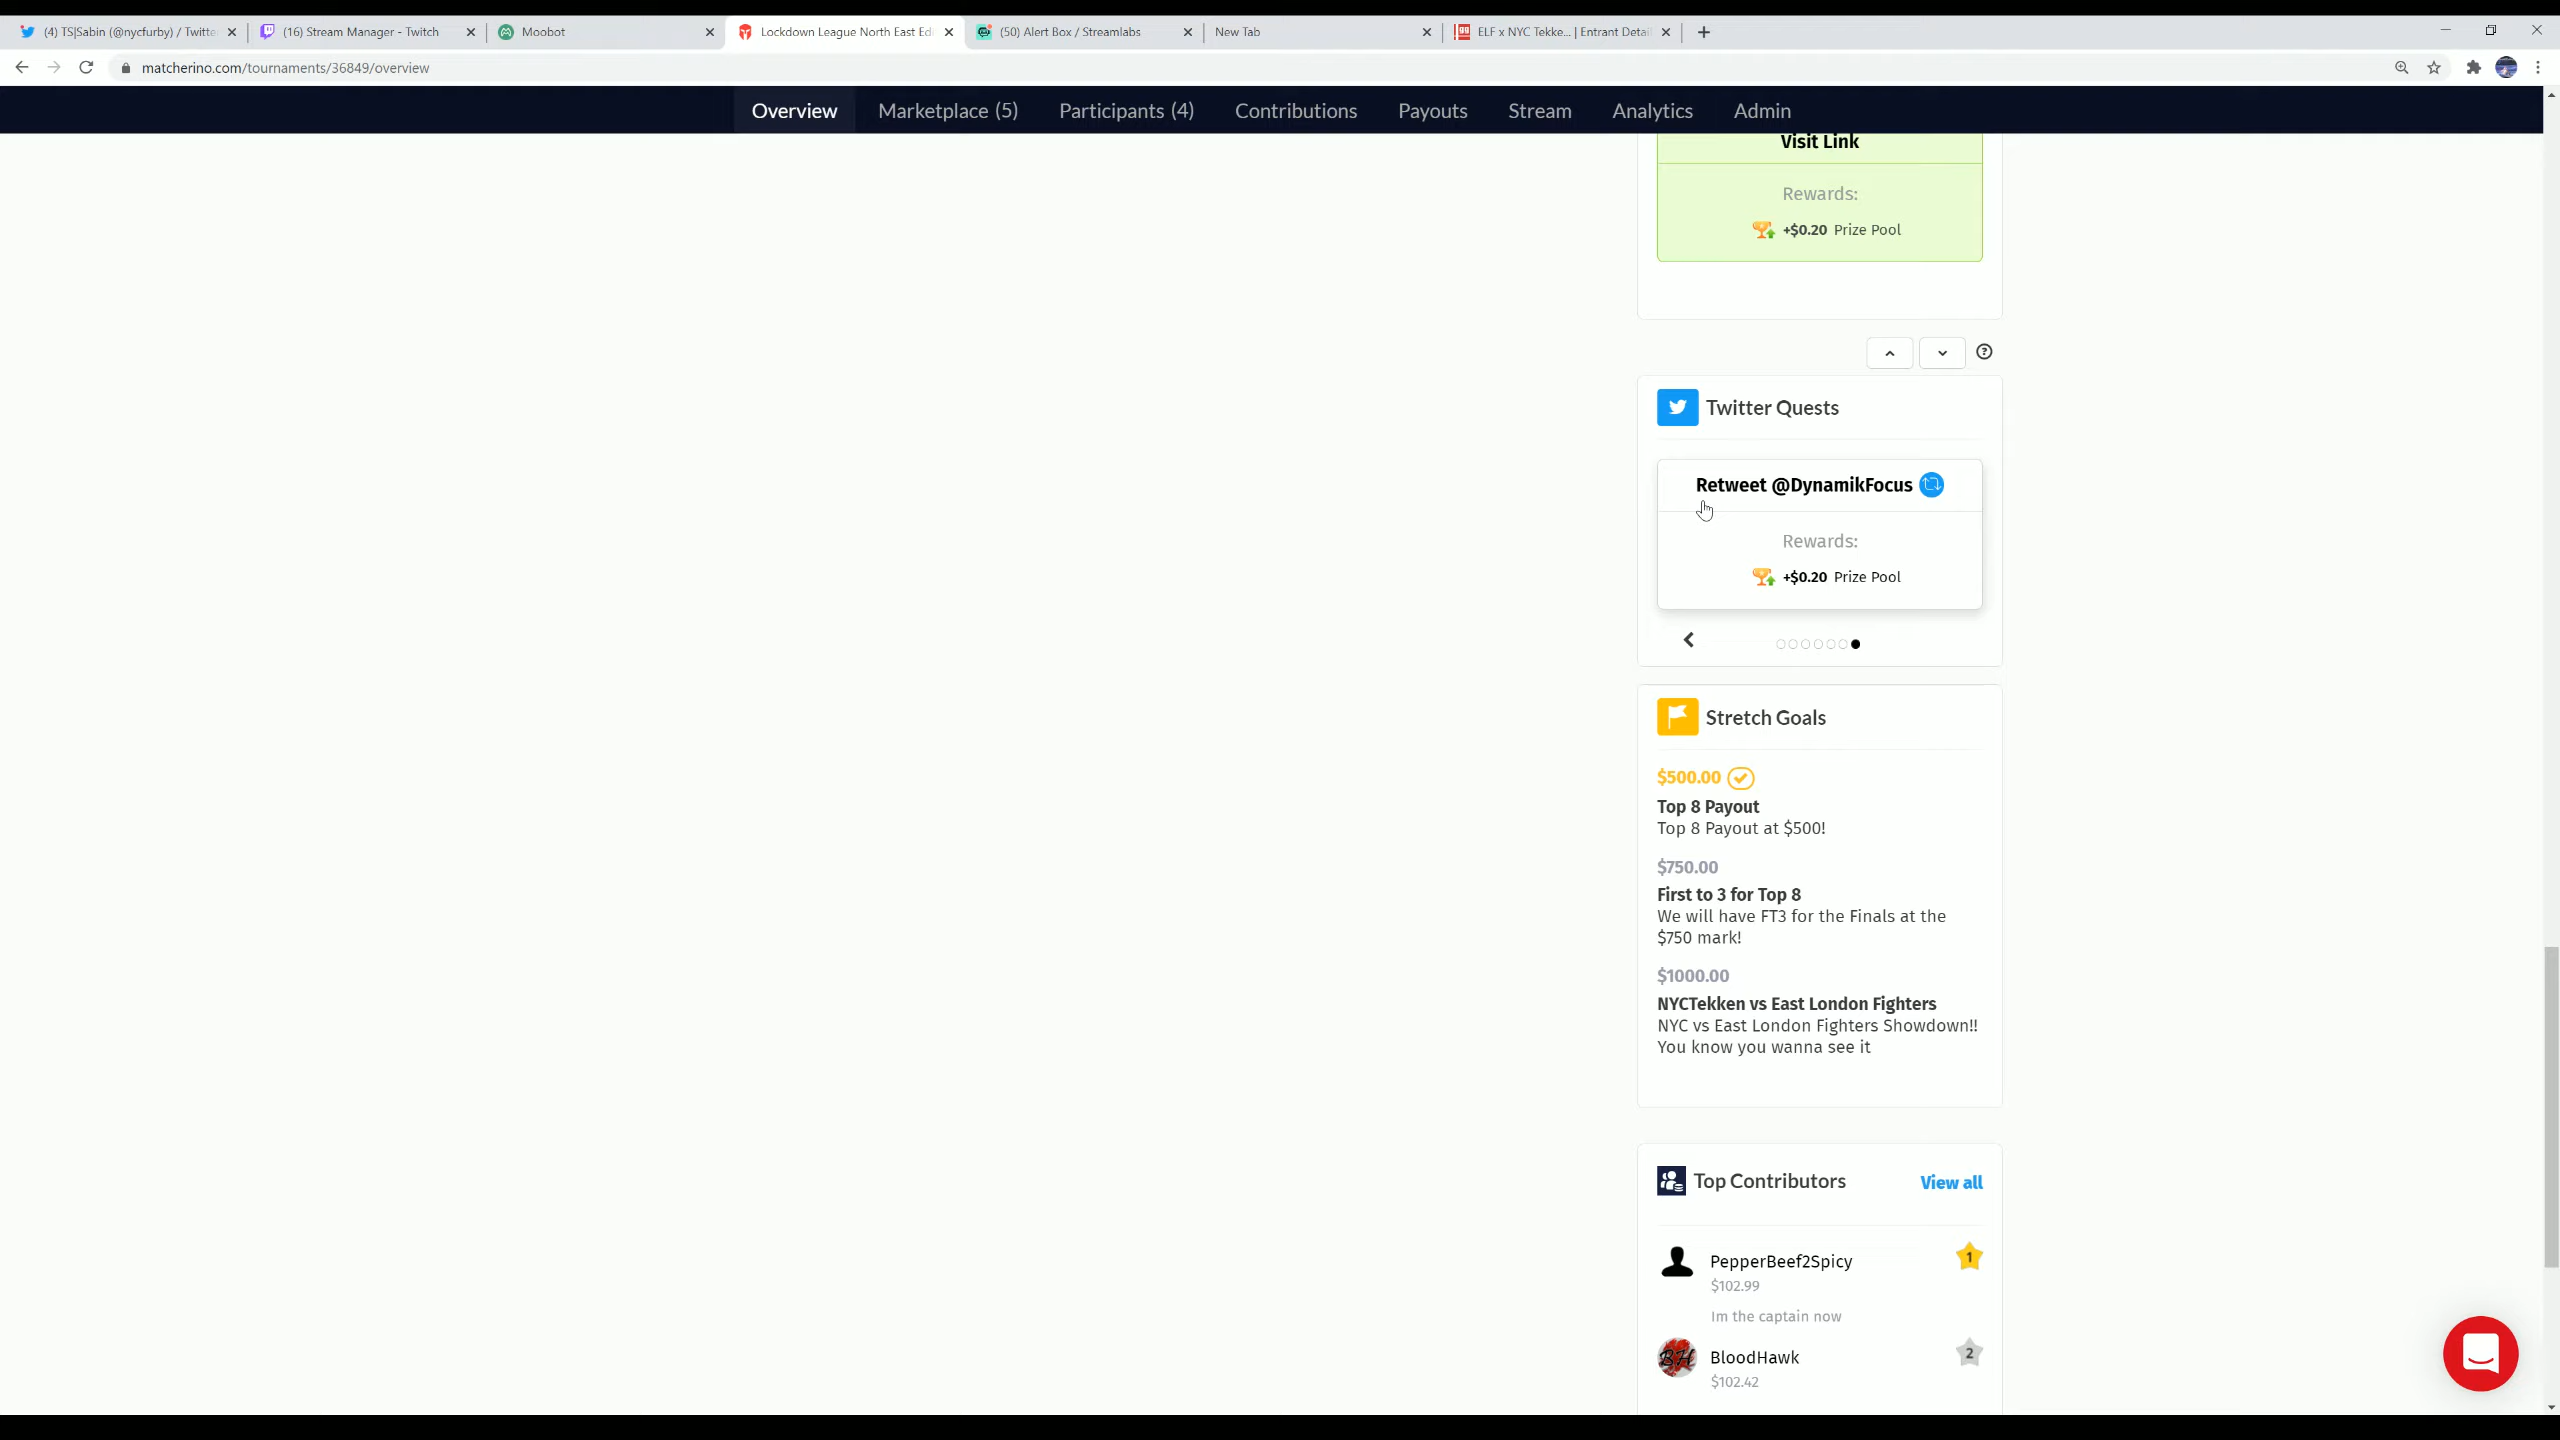 (4) TS|Sabin (@nycfurby) / Twitte
(16) Stream Manager - Twitch
Moobot
Lockdown League North East Ed
(50) Alert Box / Streamlabs
New Tab
ELF x NYC Tekke... | Entrant Detai
matcherino.com/tournaments/36849/overview
Overview
Marketplace (5)
Participants (4)
Contributions
Payouts
Stream
Analytics
Admin
Visit Link
Rewards:
+$0.20 Prize Pool
Twitter Quests
Retweet @DynamikFocus
Rewards:
+$0.20 Prize Pool
Stretch Goals
$500.00
Top 8 Payout
Top 8 Payout at $500!
$750.00
First to 3 for Top 8
We will have FT3 for the Finals at the
$750 mark!
$1000.00
NYCTekken vs East London Fighters
NYC vs East London Fighters Showdown!!
You know you wanna see it
Top Contributors
View all
PepperBeef2Spicy
1
$102.99
Im the captain now
BH
BloodHawk
2
$102.42